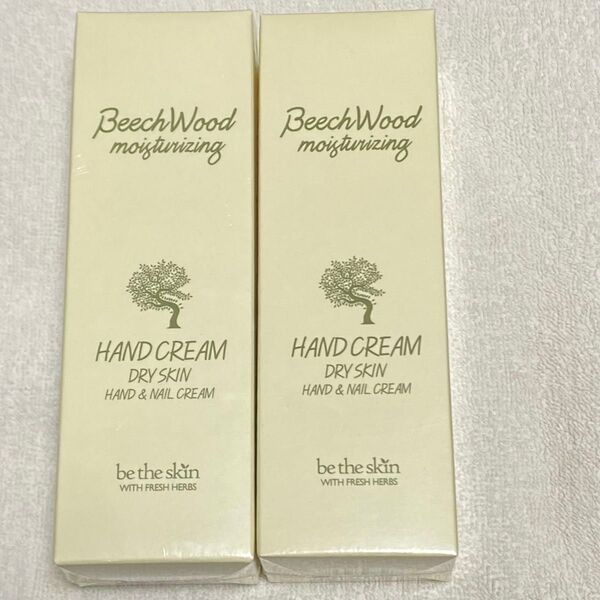 BeechWood
moisturizing
HAND CREAM
DRY SKIN
HAND & NAIL CREAM
be the skin
WITH FRESH HERBS
BeechWood
moisturizing
HAND CREAM
DRY SKIN
HAND & NAIL CREAM
be the skin
WITH FRESH HERBS